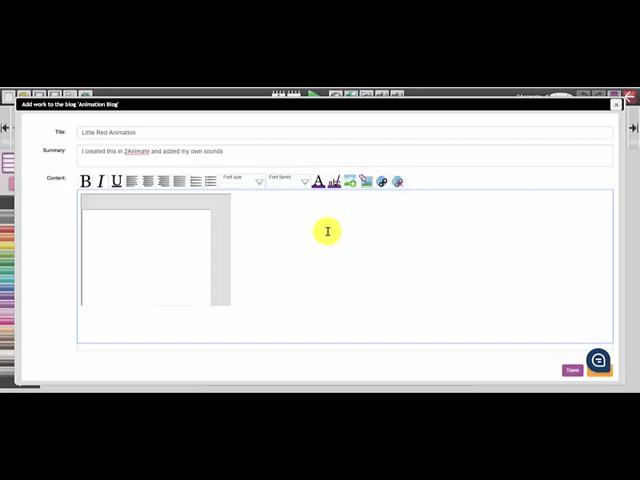 Add work to the blog 'Animation Blog'
Title: Little Red Animation
Summary: I created this in 2Animate and added my own sounds
Content: B I U Font size Font family A
Save